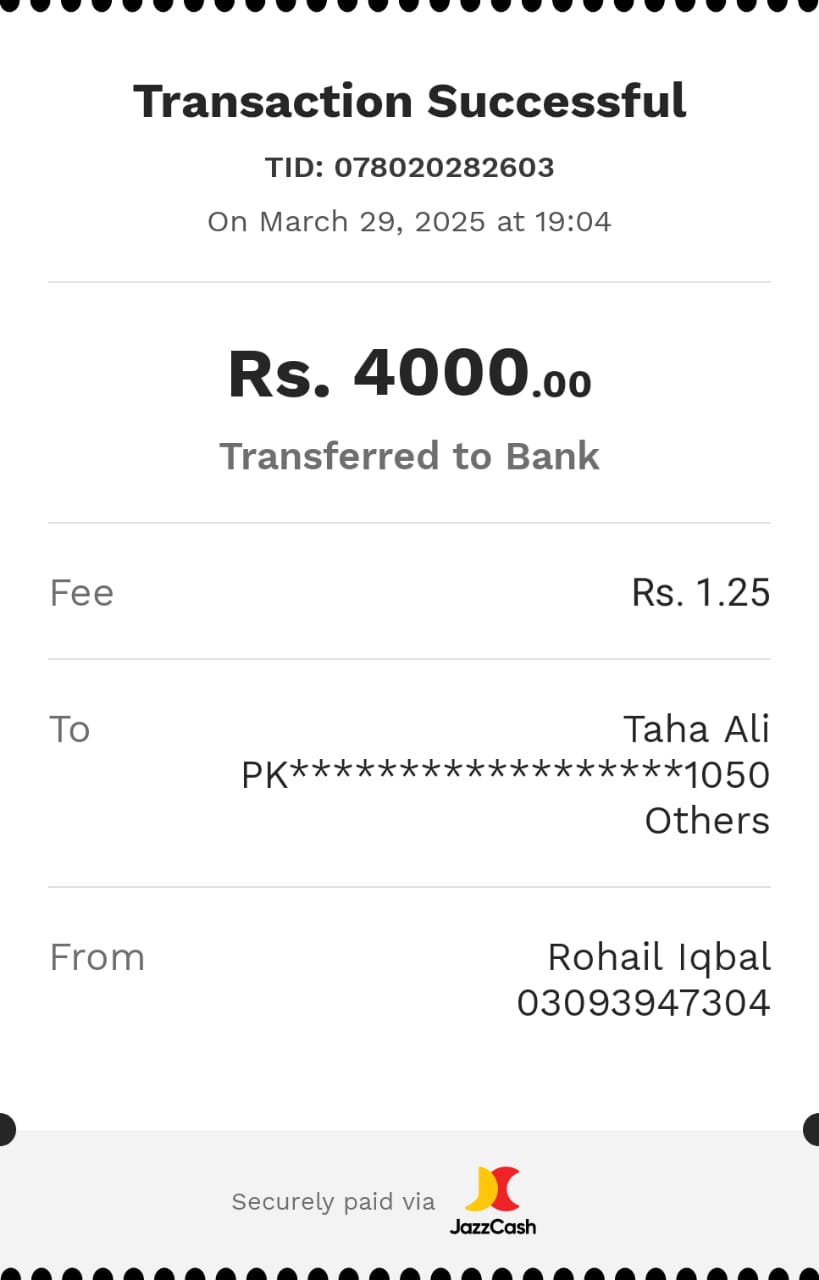 Transaction Successful
TID: 078020282603
On March 29, 2025 at 19:04
Rs. 4000.00
Transferred to Bank
Fee Rs. 1.25
To Taha Ali
PK******************1050
Others
From Rohail Iqbal
03093947304
Securely paid via JazzCash